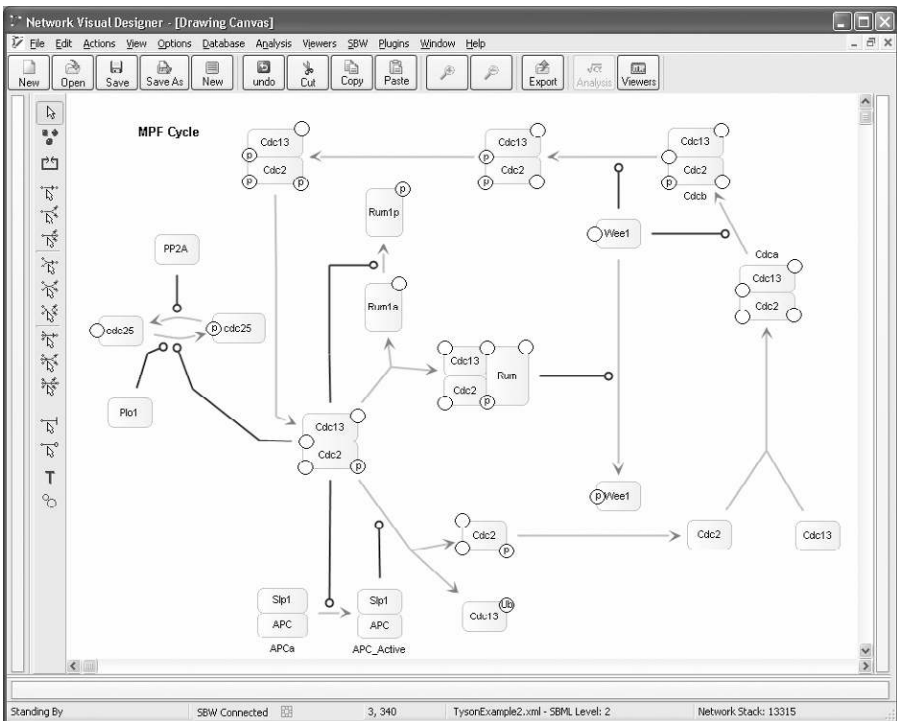 Network Visual Designer - [Drawing Canvas]
File Edit Actions View Options Database Analysis Viewers SBW Plugins Window Help
New Open Save Save As New undo Cut Copy Paste Export Analysis Viewers
MPF Cycle
Cdc13
Cdc2
p
p
p
Cdc13
Cdc2
p
p
Cdc13
Cdc2
p
Cdcb
p
Rum1p
Wee1
PP2A
Cdca
Cdc13
Cdc2
Rum1a
cdc25
p
cdc25
Cdc13
Cdc2
Rum
p
Plo1
Cdc13
Cdc2
p
p
Wee1
Cdc2
p
Cdc2
Cdc13
Slp1
APC
APCa
Slp1
APC
APC_Active
Cdc13
Ub
T
Standing By
SBW Connected
3, 340
TysonExample2.xml - SBML Level: 2
Network Stack: 13315